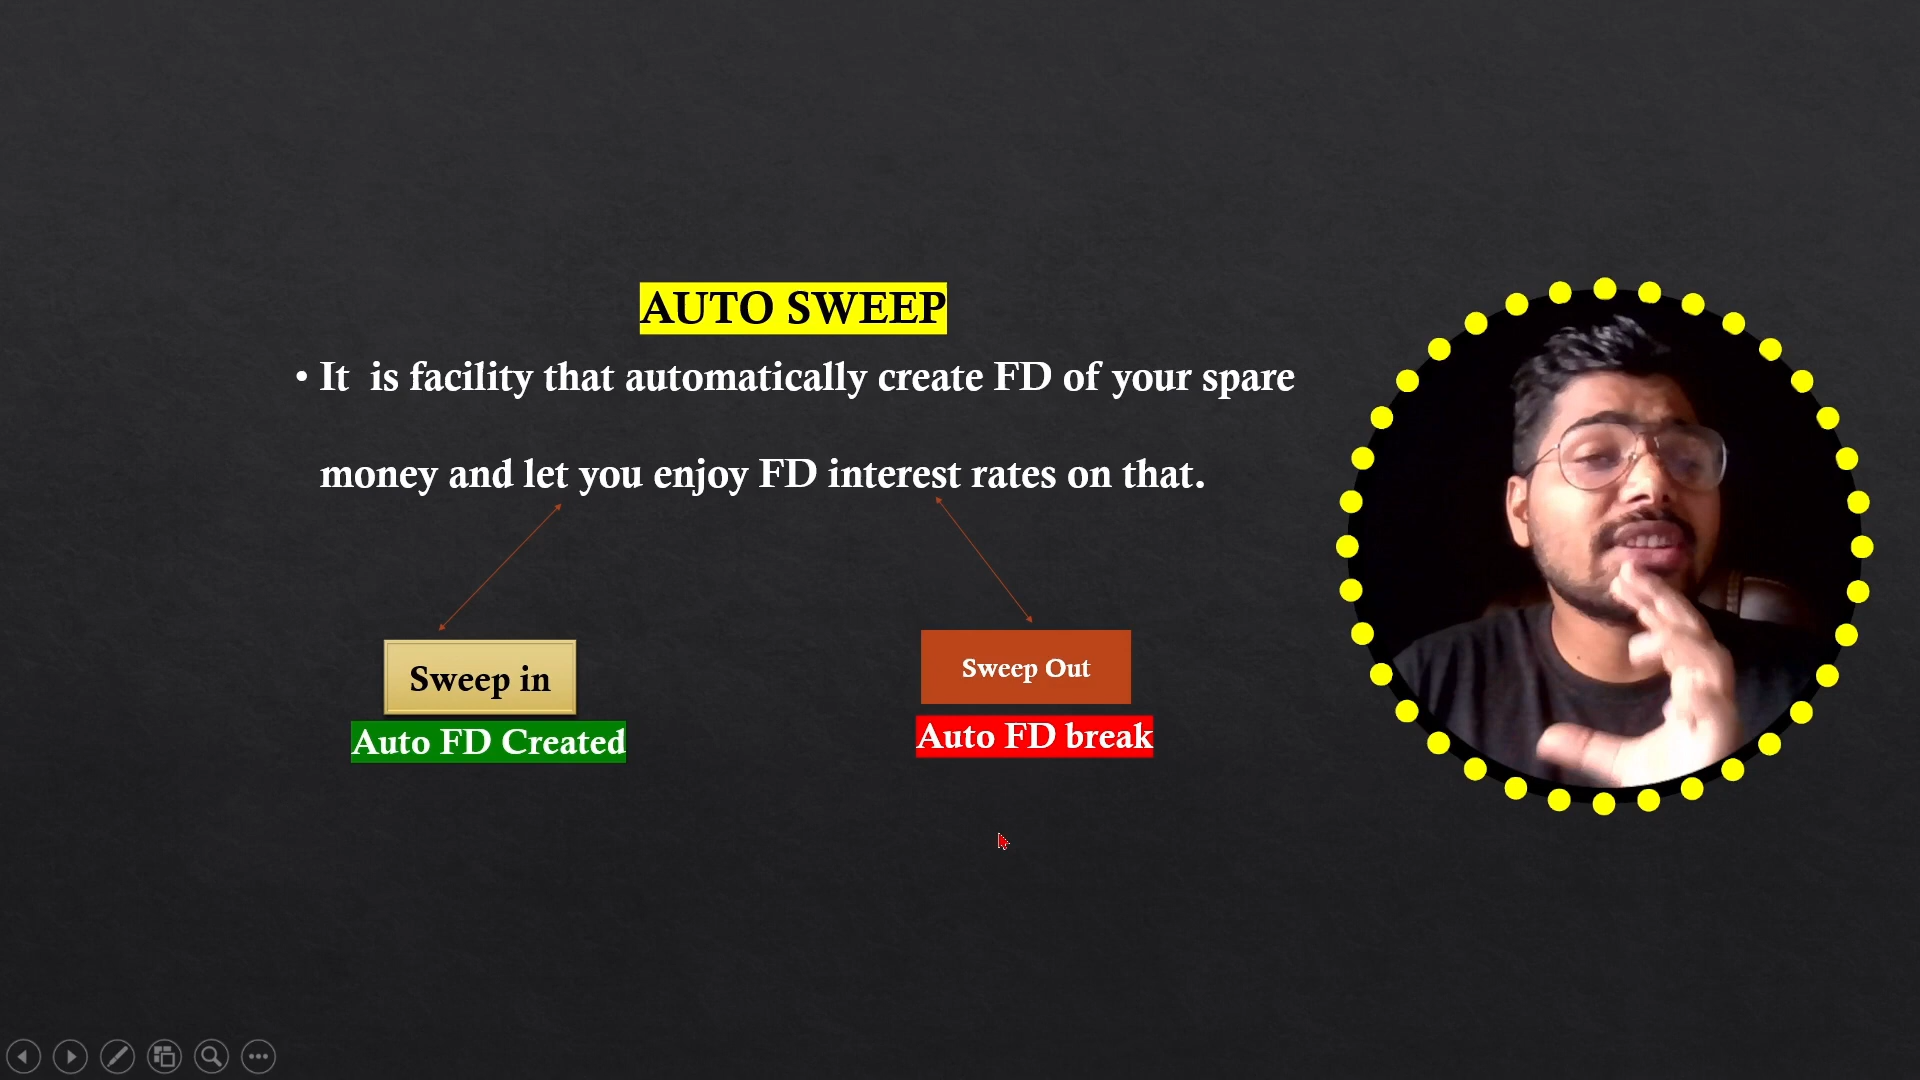 AUTO SWEEP
• It  is facility that automatically create FD of your spare
money and let you enjoy FD interest rates on that.
Sweep in
Auto FD Created
Sweep Out
Auto FD break